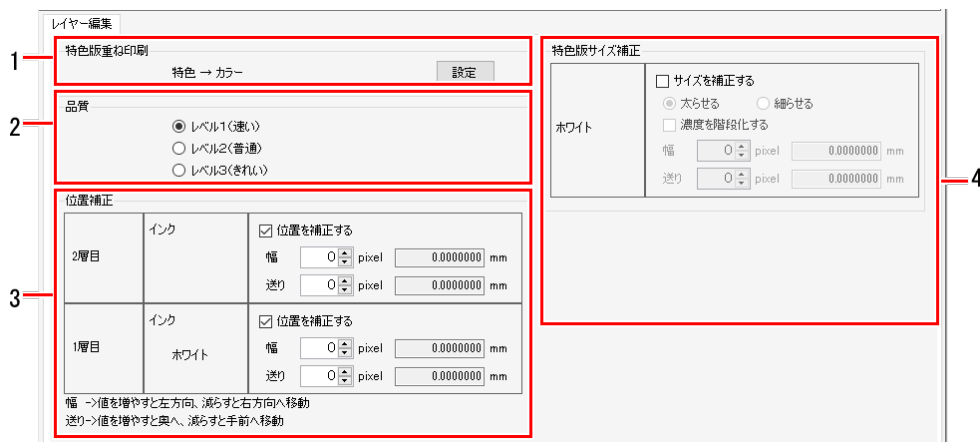 レイヤー編集
1
特色版重ね印刷
特色 → カラー
設定
2
品質
レベル1(速い)
レベル2(普通)
レベル3(きれい)
3
位置補正
2層目
インク
位置を補正する
幅 0 pixel 0.0000000 mm
送り 0 pixel 0.0000000 mm
1層目
インク
ホワイト
位置を補正する
幅 0 pixel 0.0000000 mm
送り 0 pixel 0.0000000 mm
幅 ->値を増やすと左方向、減らすと右方向へ移動
送り->値を増やすと奥へ、減らすと手前へ移動
4
特色版サイズ補正
ホワイト
サイズを補正する
太らせる 細らせる
濃度を階段化する
幅 0 pixel 0.0000000 mm
送り 0 pixel 0.0000000 mm